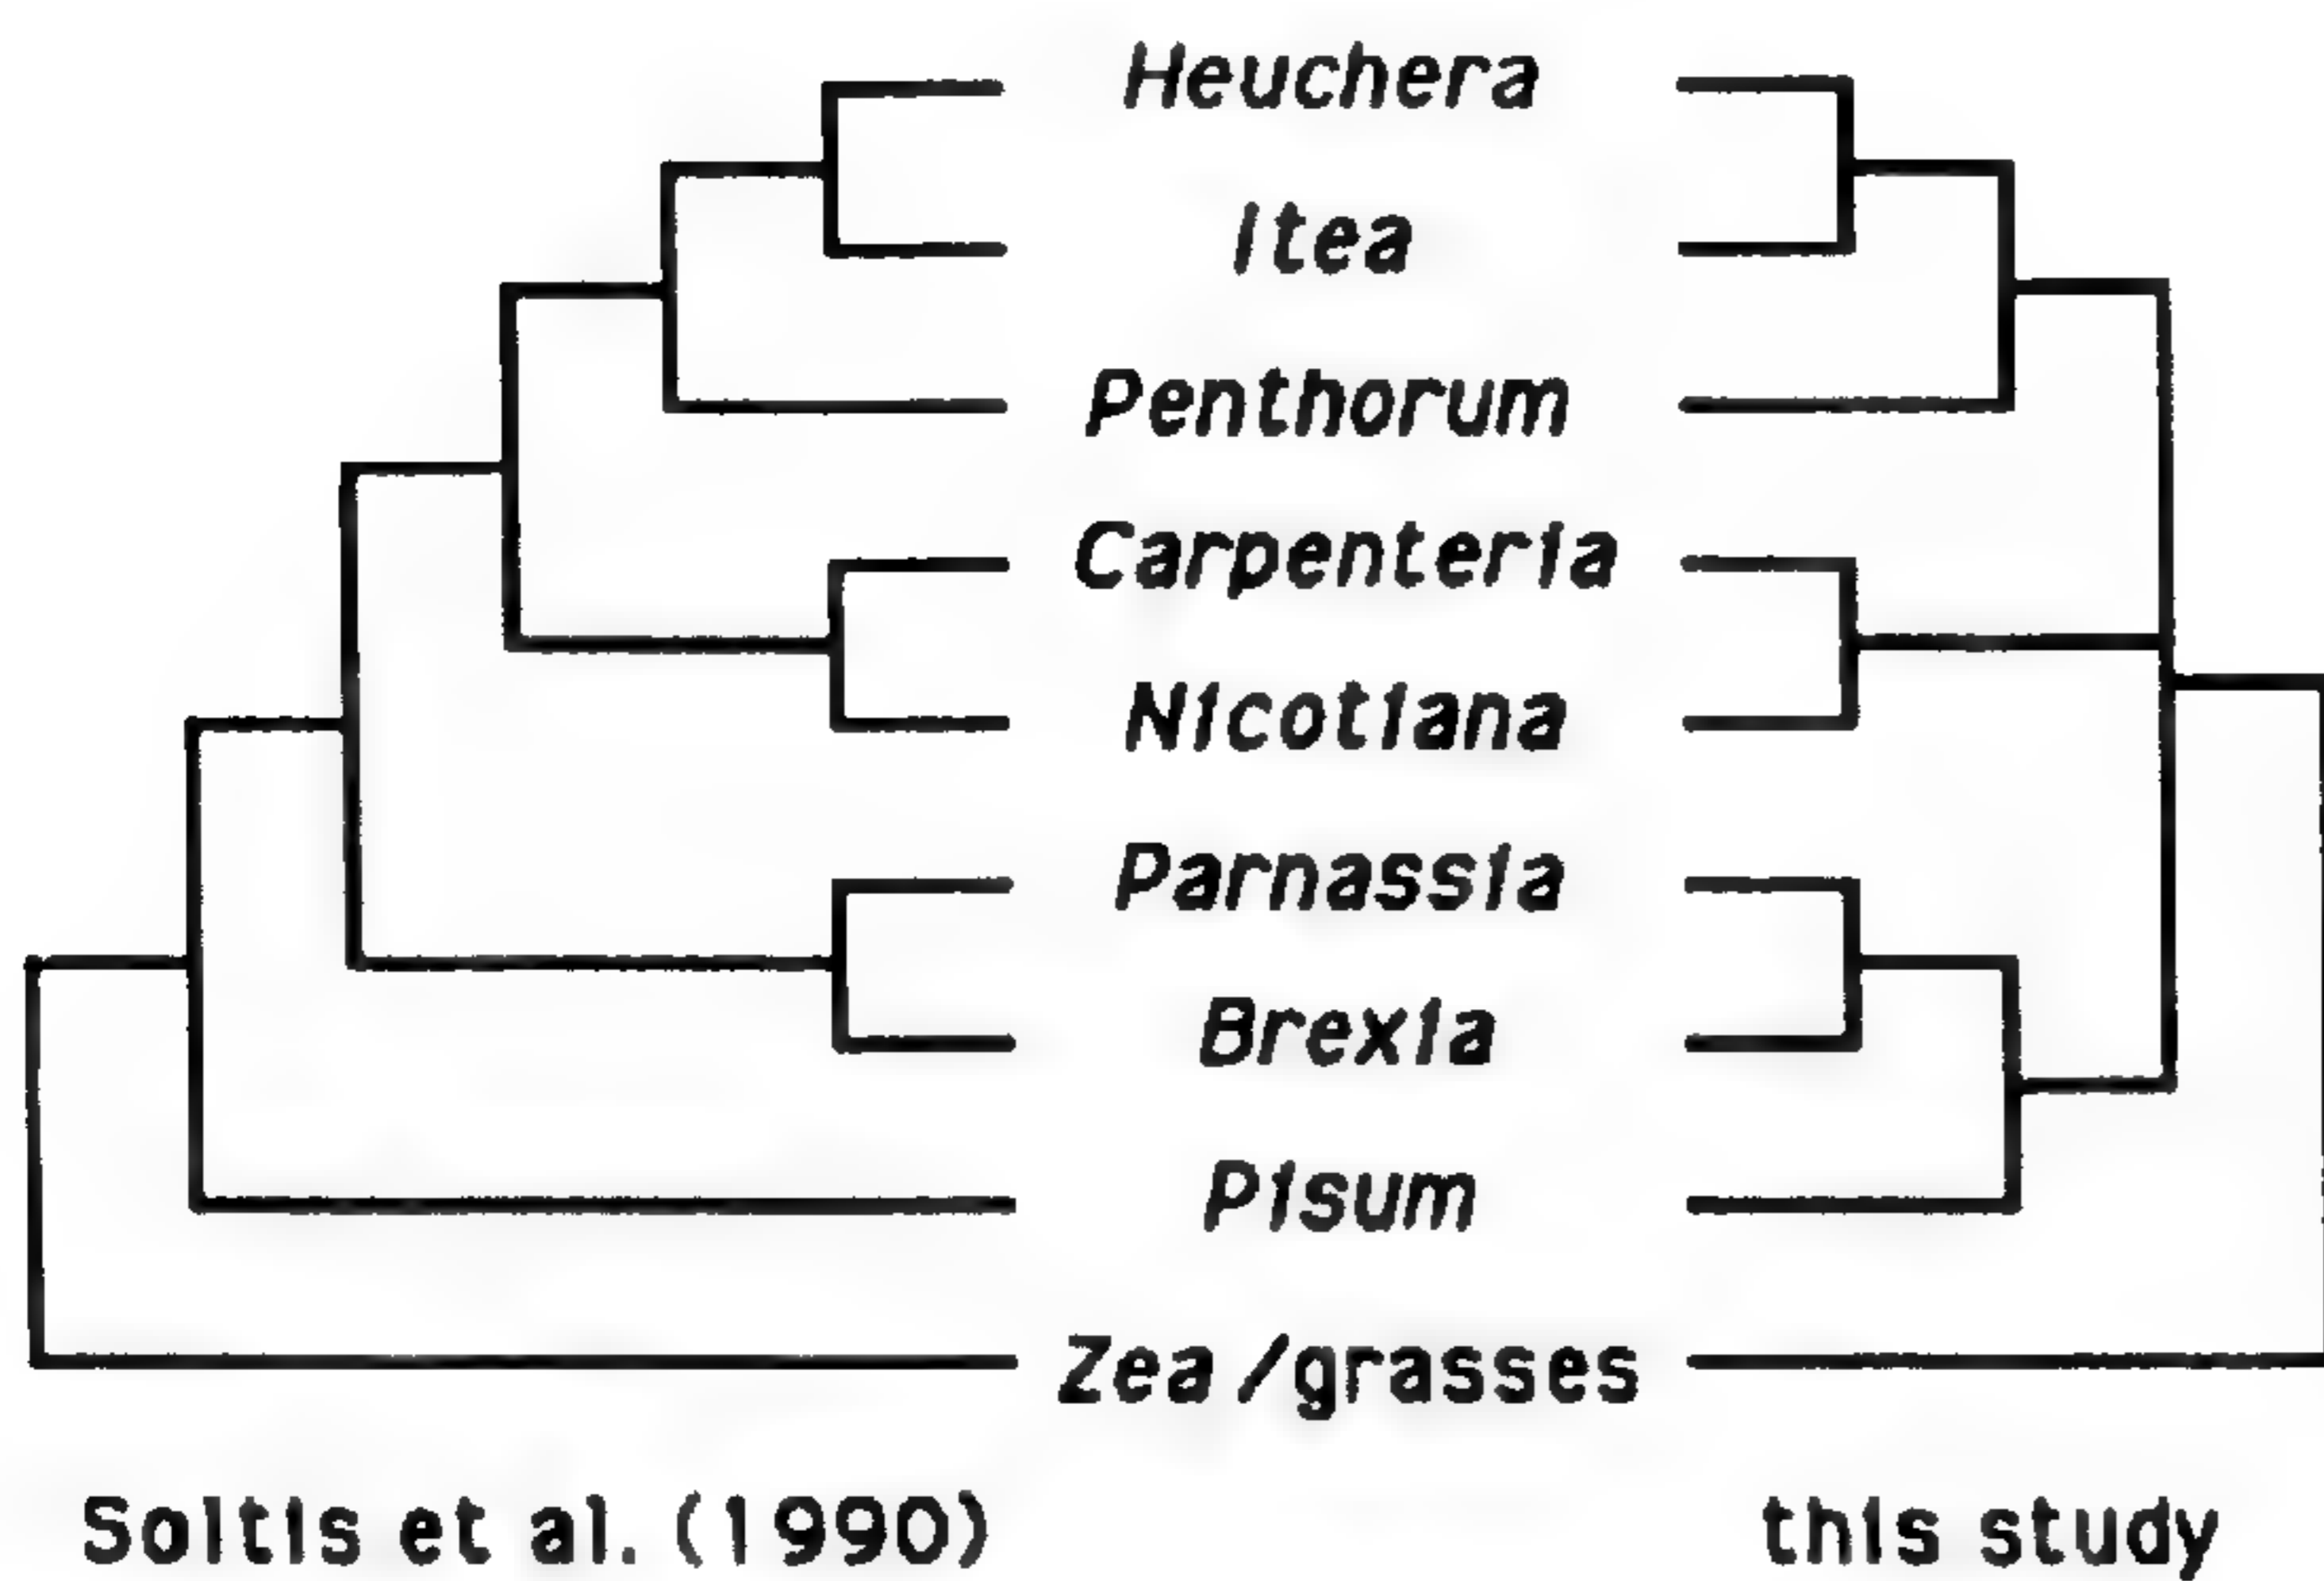 Heuchera
Itea
Penthorum
Carpenteria
Nicotiana
Parnassia
Brexia
Pisum
Zea/grasses
Soltis et al. (1990)
this study